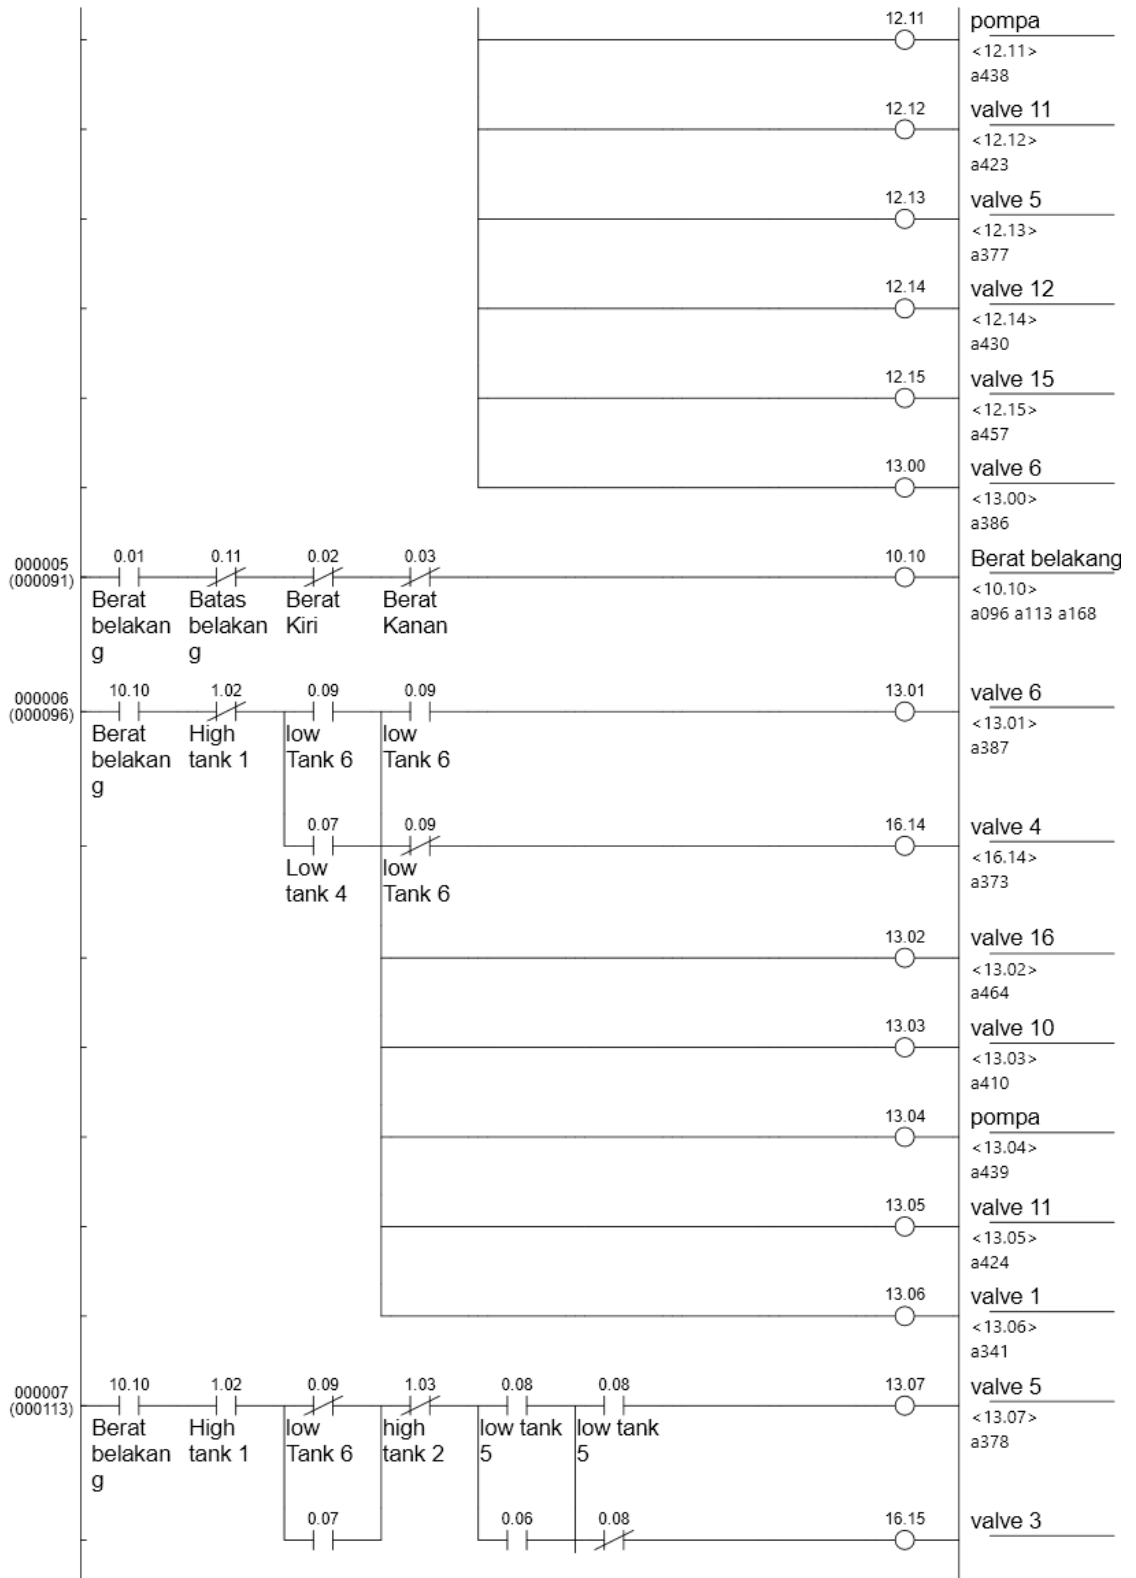 12.11
pompa
<12.11>
a438
12.12
valve 11
<12.12>
a423
12.13
valve 5
<12.13>
a377
12.14
valve 12
<12.14>
a430
12.15
valve 15
<12.15>
a457
13.00
valve 6
<13.00>
a386
000005
(000091)
0.01
Berat
belakan
g
0.11
Batas
belakan
g
0.02
Berat
Kiri
0.03
Berat
Kanan
10.10
Berat belakang
<10.10>
a096 a113 a168
000006
(000096)
10.10
Berat
belakan
g
1.02
High
tank 1
0.09
low
Tank 6
0.09
low
Tank 6
13.01
valve 6
<13.01>
a387
0.07
Low
tank 4
0.09
low
Tank 6
16.14
valve 4
<16.14>
a373
13.02
valve 16
<13.02>
a464
13.03
valve 10
<13.03>
a410
13.04
pompa
<13.04>
a439
13.05
valve 11
<13.05>
a424
13.06
valve 1
<13.06>
a341
000007
(000113)
10.10
Berat
belakan
g
1.02
High
tank 1
0.09
low
Tank 6
1.03
high
tank 2
0.08
low tank
5
0.08
low tank
5
13.07
valve 5
<13.07>
a378
0.07
0.06
0.08
16.15
valve 3